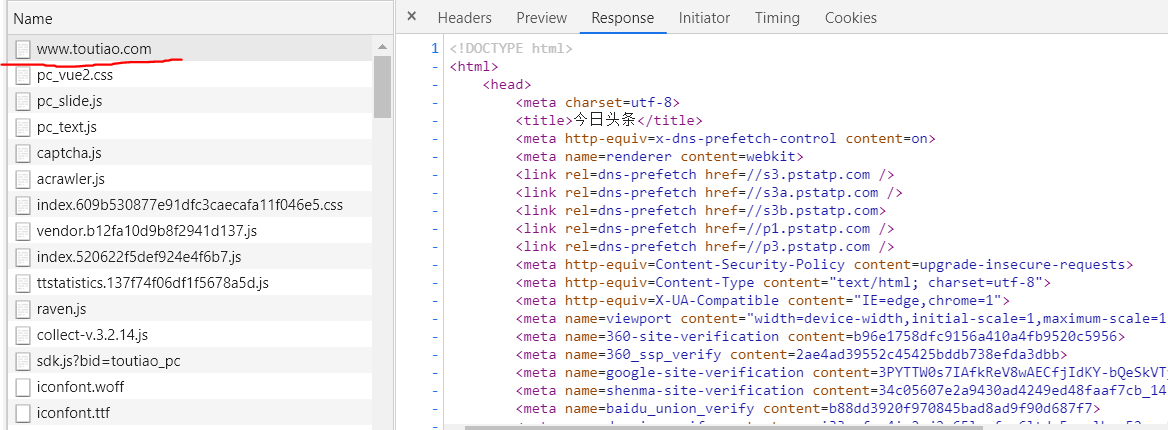 Name
www.toutiao.com
pc_vue2.css
pc_slide.js
pc_text.js
captcha.js
acrawler.js
index.609b530877e91dfc3caecafa11f046e5.css
vendor.b12fa10d9b8f2941d137.js
index.520622f5def924e4f6b7.js
ttstatistics.137f74f06df1f5678a5d.js
raven.js
collect-v.3.2.14.js
sdk.js?bid=toutiao_pc
iconfont.woff
iconfont.ttf
× Headers Preview Response Initiator Timing Cookies
1 <!DOCTYPE html>
- <html>
- <head>
- <meta charset=utf-8>
- <title>今日头条</title>
- <meta http-equiv=x-dns-prefetch-control content=on>
- <meta name=renderer content=webkit>
- <link rel=dns-prefetch href=//s3.pstatp.com />
- <link rel=dns-prefetch href=//s3a.pstatp.com />
- <link rel=dns-prefetch href=//s3b.pstatp.com>
- <link rel=dns-prefetch href=//p1.pstatp.com />
- <link rel=dns-prefetch href=//p3.pstatp.com />
- <meta http-equiv=Content-Security-Policy content=upgrade-insecure-requests>
- <meta http-equiv=Content-Type content="text/html; charset=utf-8">
- <meta http-equiv=X-UA-Compatible content="IE=edge,chrome=1">
- <meta name=viewport content="width=device-width,initial-scale=1,maximum-scale=1
- <meta name=360-site-verification content=b96e1758dfc9156a410a4fb9520c5956>
- <meta name=360_ssp_verify content=2ae4ad39552c45425bddb738efda3dbb>
- <meta name=google-site-verification content=3PYTTW0s7IAfkReV8wAECfjIdKY-bQeSkVTj
- <meta name=shenma-site-verification content=34c05607e2a9430ad4249ed48faaf7cb_14
- <meta name=baidu_union_verify content=b88dd3920f970845bad8ad9f90d687f7>